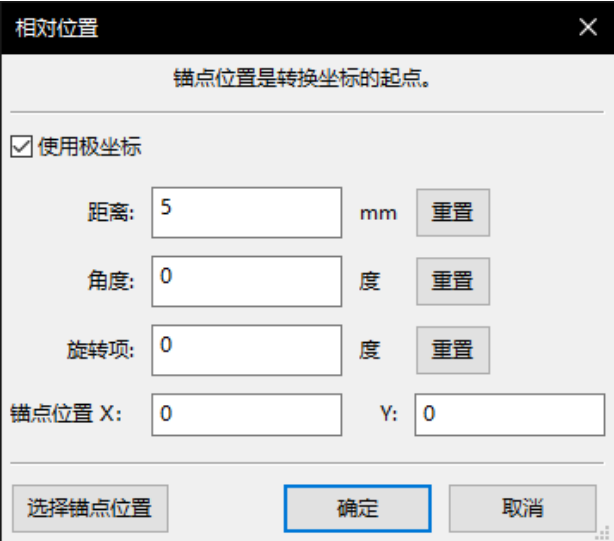 相对位置
锚点位置是转换坐标的起点。
使用极坐标
距离: 5 mm 重置
角度: 0 度 重置
旋转项: 0 度 重置
锚点位置 X: 0 Y: 0
选择锚点位置 确定 取消